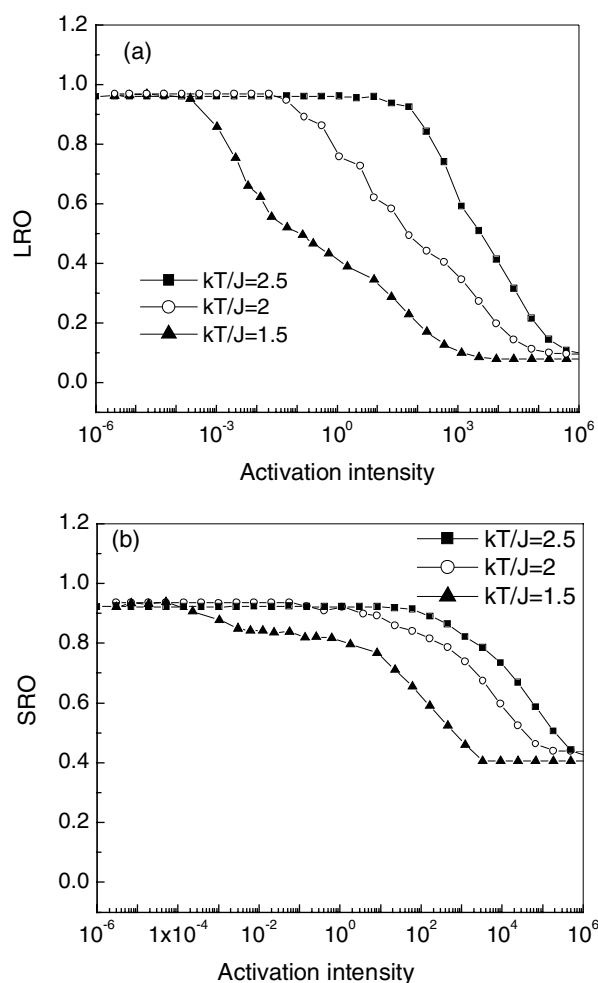 (a)
1.2
1.0
0.8
0.6
0.4
0.2
0.0
LRO
kT/J=2.5
kT/J=2
kT/J=1.5
10⁻⁶ 10⁻³ 10⁰ 10³ 10⁶
Activation intensity
(b)
1.2
1.0
0.8
0.6
0.4
0.2
0.0
SRO
kT/J=2.5
kT/J=2
kT/J=1.5
10⁻⁶ 1x10⁻⁴ 10⁻² 10⁰ 10² 10⁴ 10⁶
Activation intensity